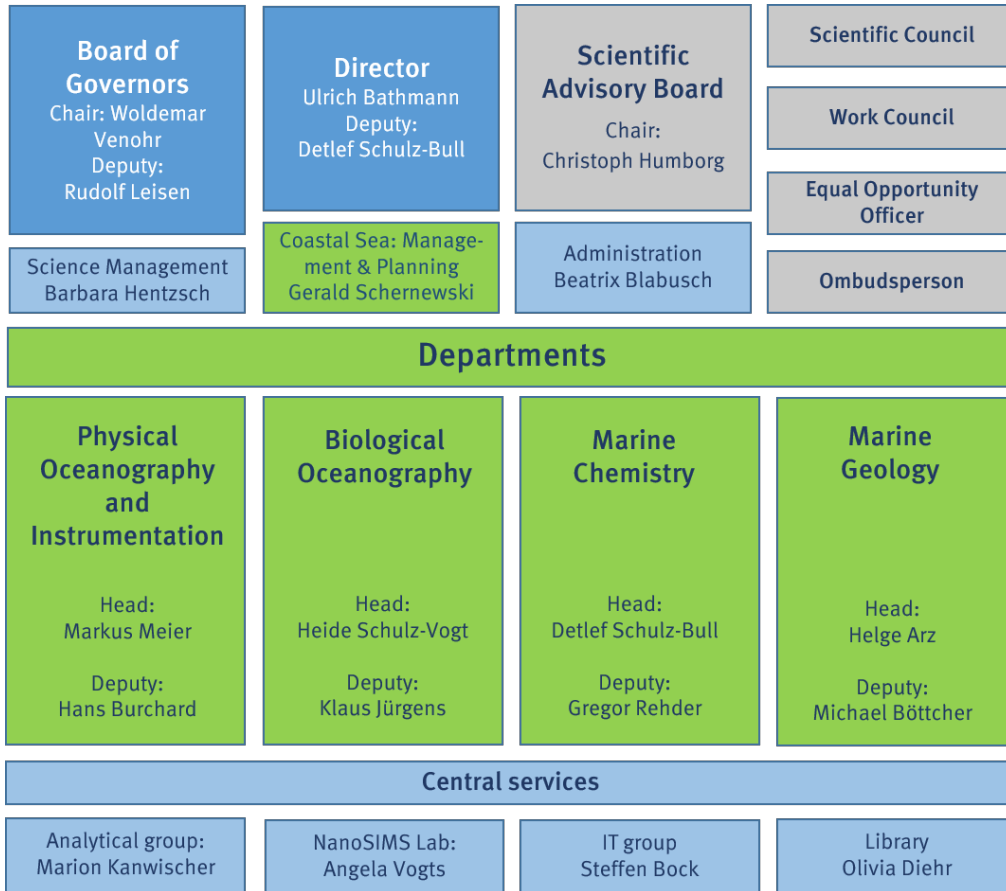 Board of
Governors
Chair: Woldemar
Venohr
Deputy:
Rudolf Leisen
Director
Ulrich Bathmann
Deputy:
Detlef Schulz-Bull
Scientific
Advisory Board
Chair:
Christoph Humborg
Scientific Council
Work Council
Equal Opportunity
Officer
Ombudsperson
Science Management
Barbara Hentzsch
Coastal Sea: Manage-
ment & Planning
Gerald Schernewski
Administration
Beatrix Blabusch
Departments
Physical
Oceanography
and
Instrumentation
Head:
Markus Meier
Deputy:
Hans Burchard
Biological
Oceanography
Head:
Heide Schulz-Vogt
Deputy:
Klaus Jürgens
Marine
Chemistry
Head:
Detlef Schulz-Bull
Deputy:
Gregor Rehder
Marine
Geology
Head:
Helge Arz
Deputy:
Michael Böttcher
Central services
Analytical group:
Marion Kanwischer
NanoSIMS Lab:
Angela Vogts
IT group
Steffen Bock
Library
Olivia Diehr